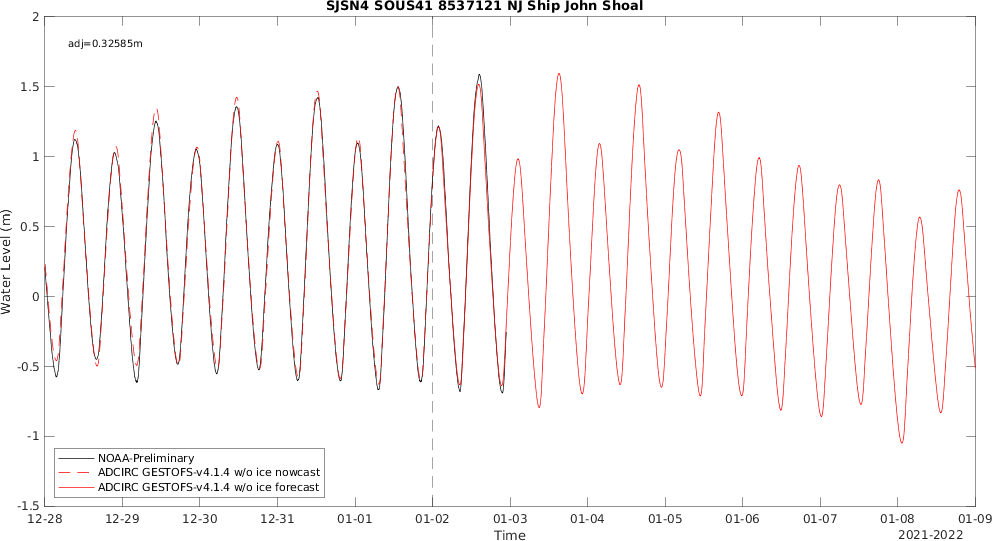 SJSN4 SOUS41 8537121 NJ Ship John Shoal
adj=0.32585m
2
1.5
1
0.5
0
-0.5
-1
-1.5
Water Level (m)
NOAA-Preliminary
ADCIRC GESTOFS-v4.1.4 w/o ice nowcast
ADCIRC GESTOFS-v4.1.4 w/o ice forecast
12-28 12-29 12-30 12-31 01-01 01-02 01-03 01-04 01-05 01-06 01-07 01-08 01-09
Time
2021-2022